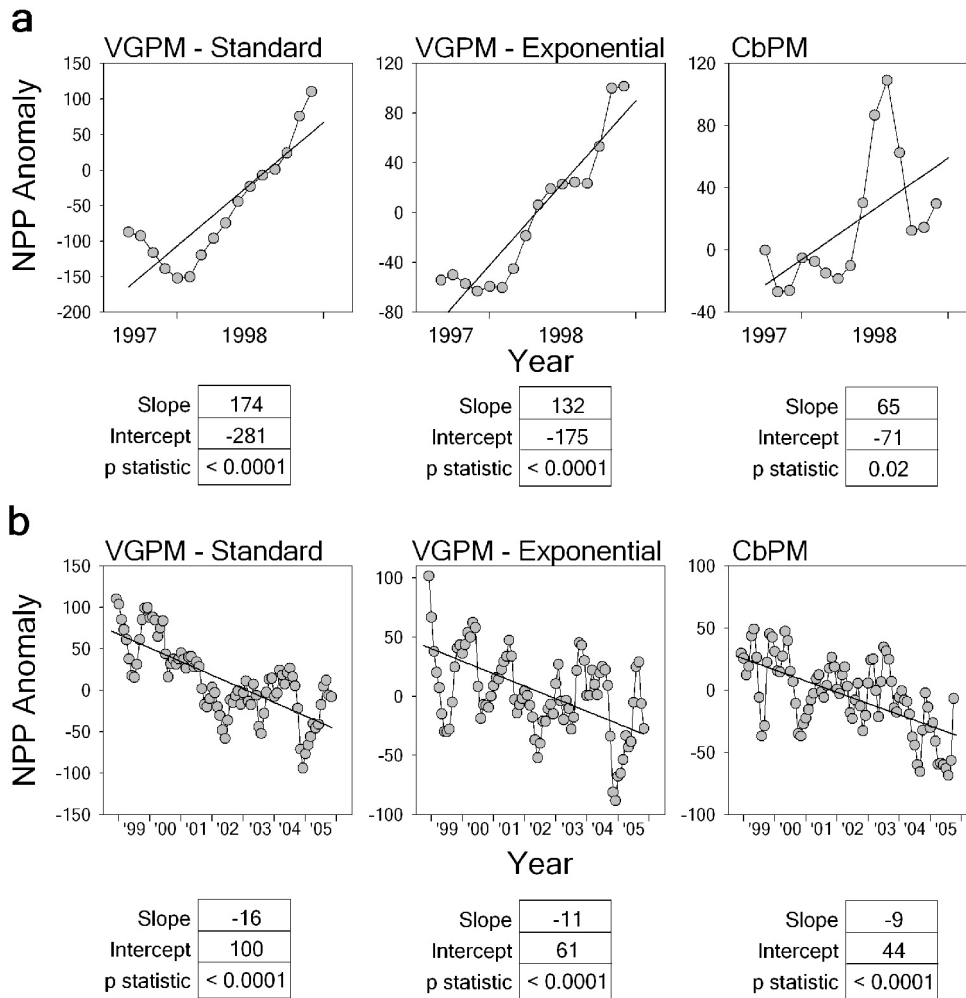 a
VGPM - Standard
VGPM - Exponential
CbPM
NPP Anomaly
150
100
50
0
-50
-100
-150
-200
120
80
40
0
-40
-80
120
80
40
0
-40
1997 1998
1997 1998
1997 1998
Year
Slope 174
Intercept -281
p statistic < 0.0001
Slope 132
Intercept -175
p statistic < 0.0001
Slope 65
Intercept -71
p statistic 0.02
b
VGPM - Standard
VGPM - Exponential
CbPM
NPP Anomaly
150
100
50
0
-50
-100
-150
100
50
0
-50
-100
100
50
0
-50
-100
'99 '00 '01 '02 '03 '04 '05
'99 '00 '01 '02 '03 '04 '05
'99 '00 '01 '02 '03 '04 '05
Year
Slope -16
Intercept 100
p statistic < 0.0001
Slope -11
Intercept 61
p statistic < 0.0001
Slope -9
Intercept 44
p statistic < 0.0001